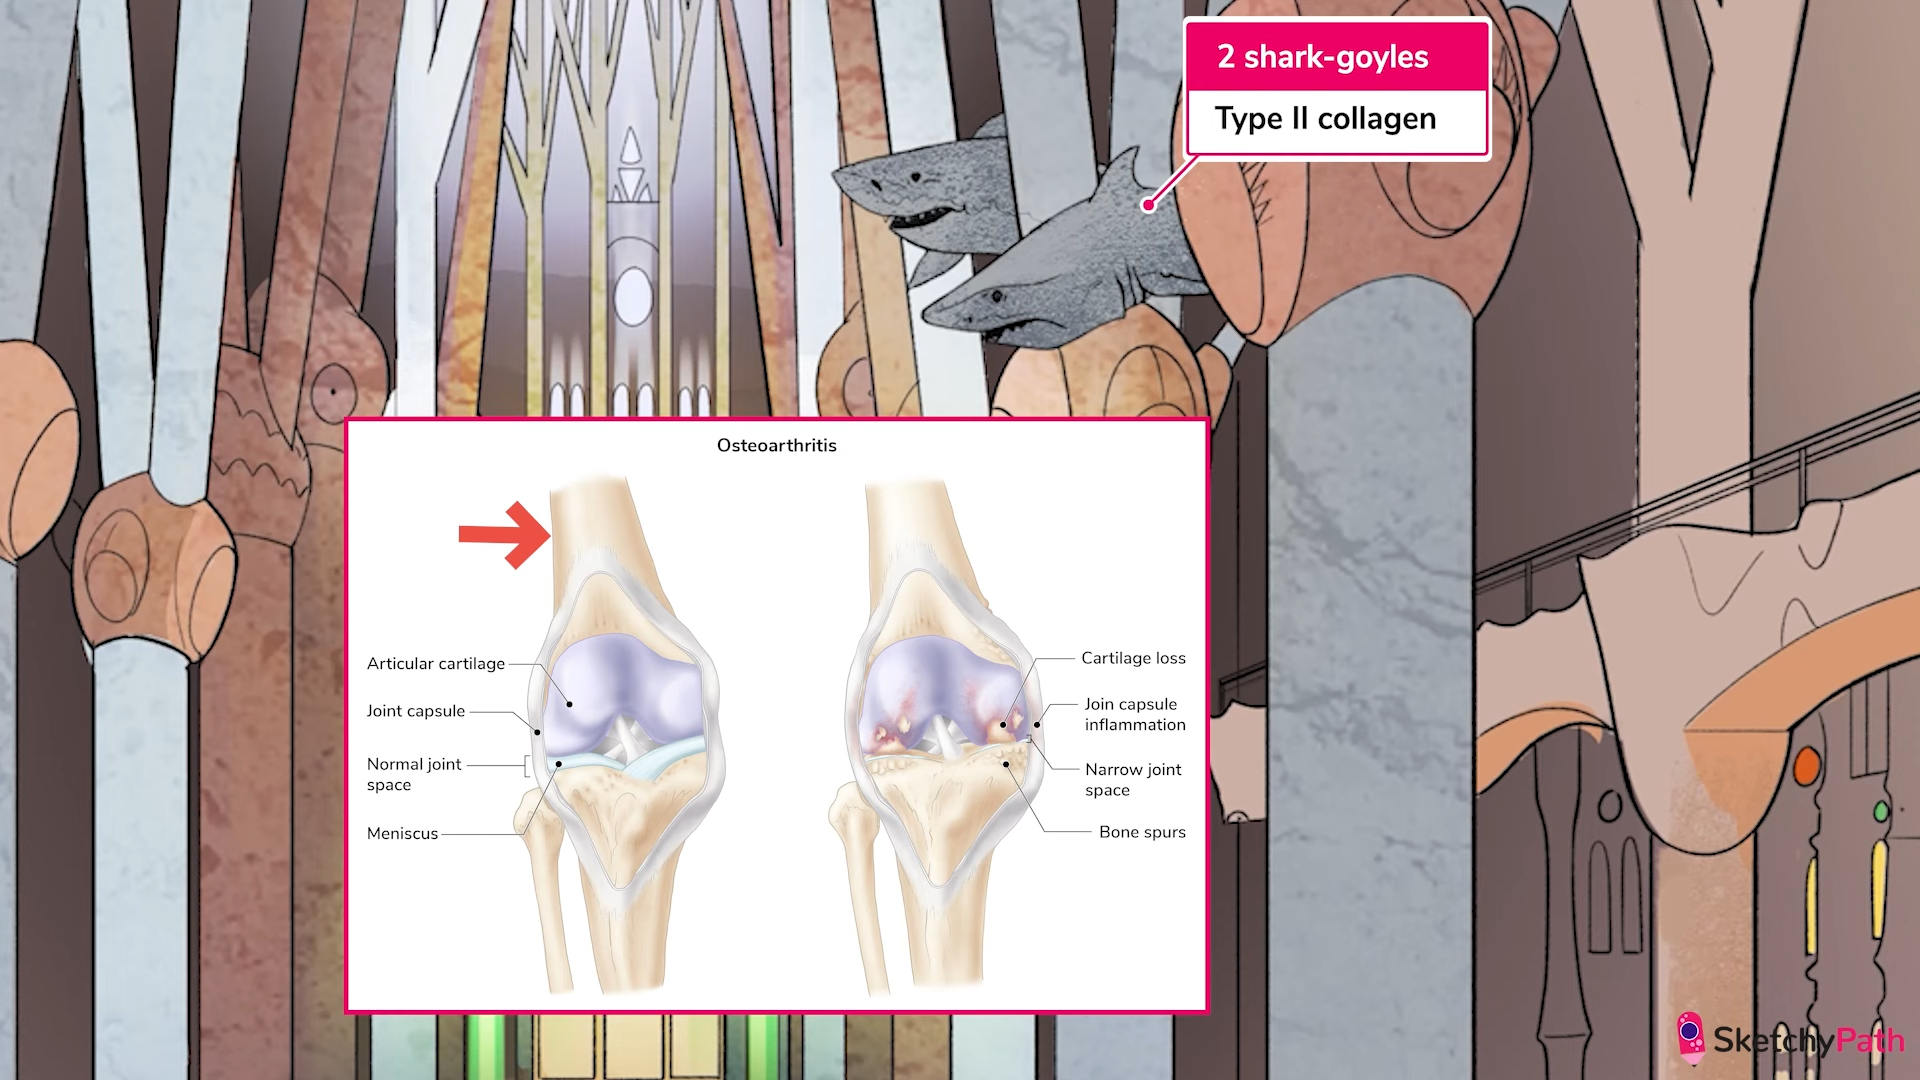 2 shark-goyles
Type II collagen
Osteoarthritis
Articular cartilage
Joint capsule
Normal joint
space
Meniscus
Cartilage loss
Join capsule
inflammation
Narrow joint
space
Bone spurs
SketchyPath